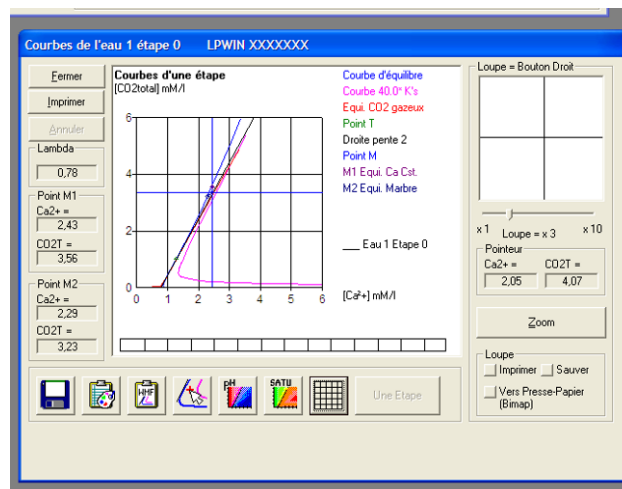 Courbes de l'eau 1 étape 0 LPWIN XXXXXXX
Fermer
Imprimer
Annuler
Lambda
0,78
Point M1
Ca2+ =
2,43
CO2T =
3,56
Point M2
Ca2+ =
2,29
CO2T =
3,23
Courbes d'une étape
[CO2total] mM/l
6
4
2
0
0 1 2 3 4 5 6
[Ca²+] mM/l
Courbe d'équilibre
Courbe 40.0° K's
Equi. CO2 gazeux
Point T
Droite pente 2
Point M
M1 Equi. Ca Cst.
M2 Equi. Marbre
___ Eau 1 Etape 0
Loupe = Bouton Droit
x 1 Loupe = x 3 x 10
Pointeur
Ca2+ = CO2T =
2,05 4,07
Zoom
Loupe
Imprimer Sauver
Vers Presse-Papier
(Bimap)
WMF
pH
SATU
Une Etape